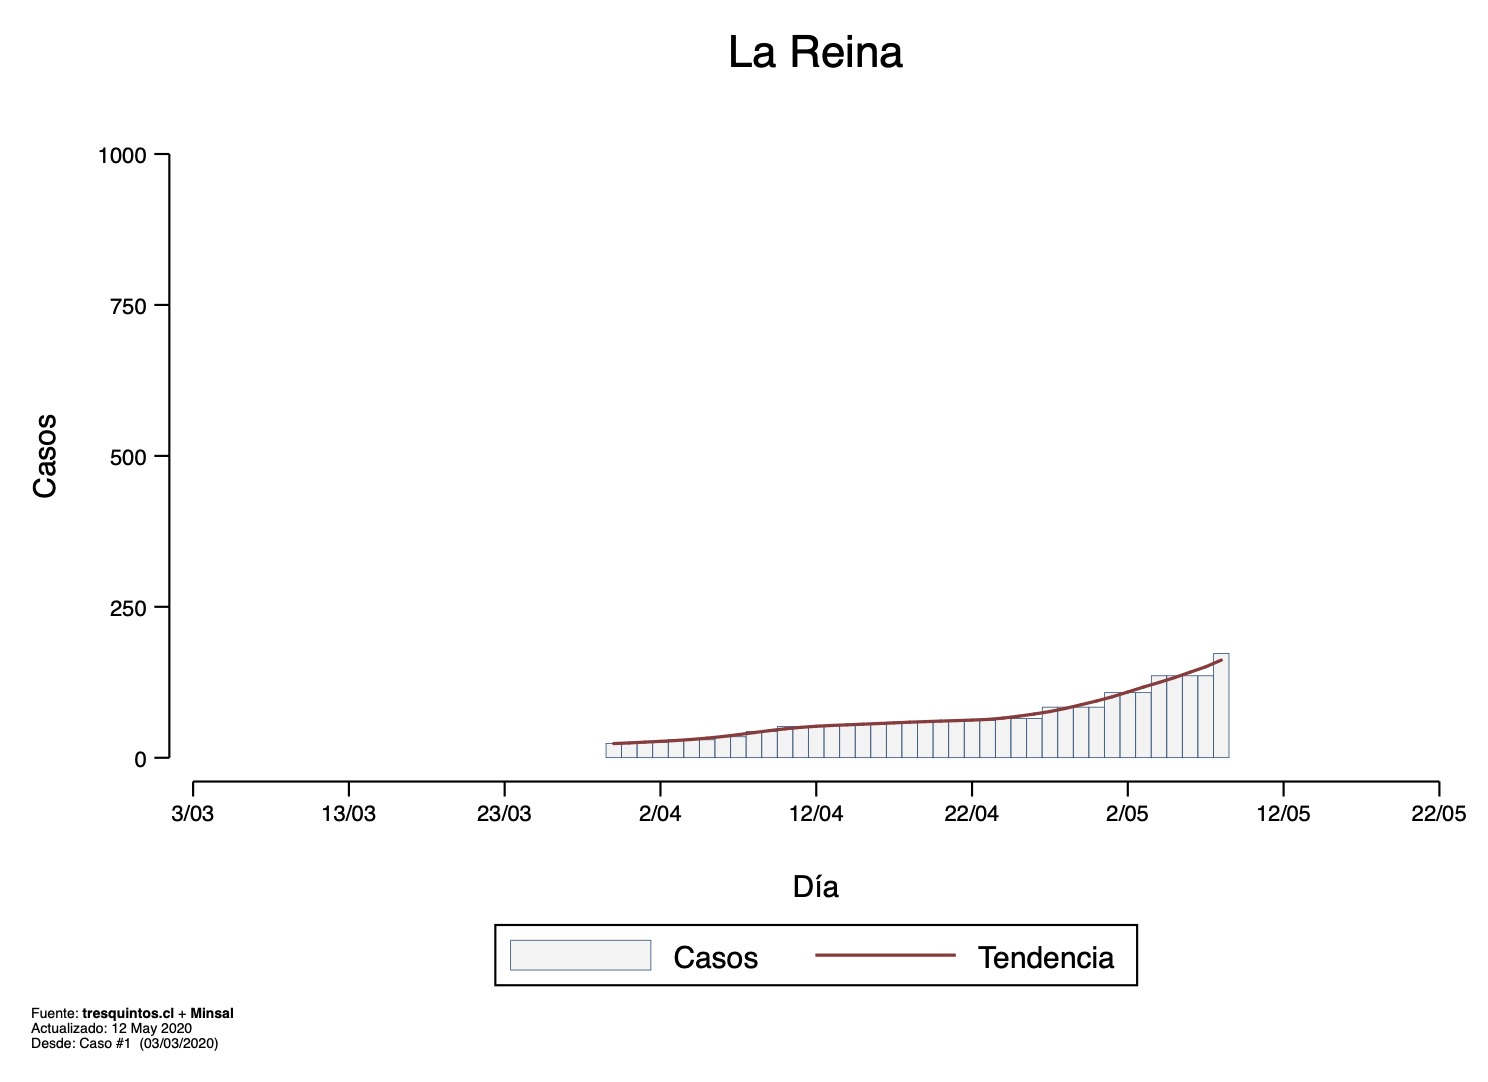 La Reina
1000
750
500
250
0
Casos
3/03 13/03 23/03 2/04 12/04 22/04 2/05 12/05 22/05
Día
Casos Tendencia
Fuente: tresquintos.cl + Minsal
Actualizado: 12 May 2020
Desde: Caso #1 (03/03/2020)